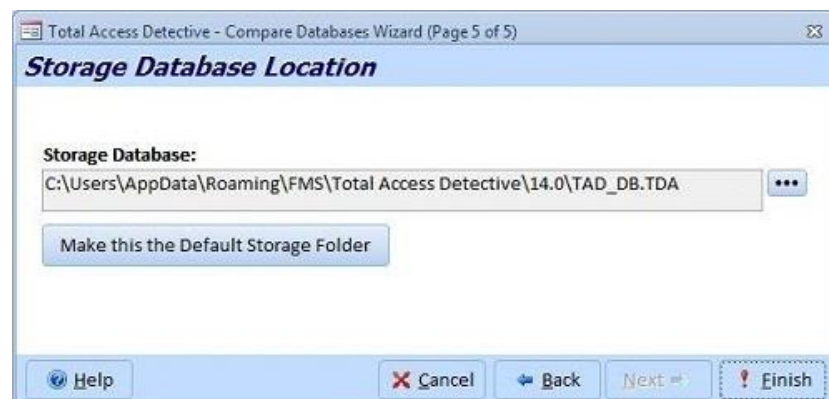 Total Access Detective - Compare Databases Wizard (Page 5 of 5)
Storage Database Location
Storage Database:
C:\Users\AppData\Roaming\FMS\Total Access Detective\14.0\TAD_DB.TDA
Make this the Default Storage Folder
Help Cancel Back Next Finish